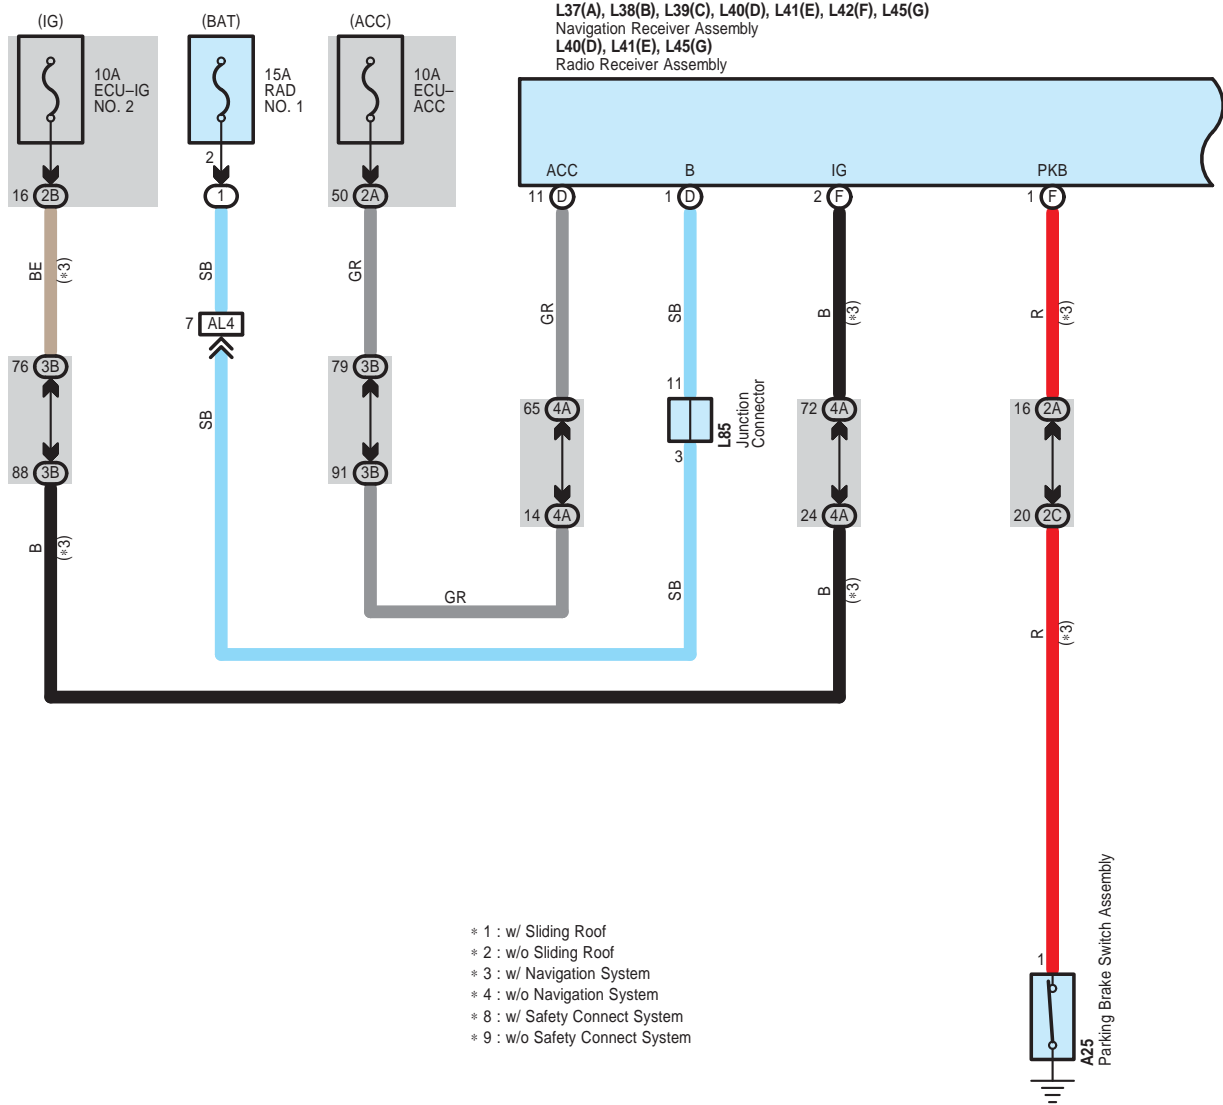 L37(A), L38(B), L39(C), L40(D), L41(E), L42(F), L45(G)
Navigation Receiver Assembly
L40(D), L41(E), L45(G)
Radio Receiver Assembly
(IG)
(BAT)
(ACC)
10A
ECU–IG
NO. 2
15A
RAD
NO. 1
10A
ECU–
ACC
2
ACC
B
IG
PKB
16
2B
1
50
2A
11
D
1
D
2
F
1
F
BE
(∗3)
SB
GR
GR
SB
B
(∗3)
R
(∗3)
7
AL4
76
3B
79
3B
11
65
4A
72
4A
16
2A
SB
L85
Junction
Connector
3
88
3B
91
3B
14
4A
24
4A
20
2C
B
(∗3)
GR
SB
B
(∗3)
R
(∗3)
∗ 1 : w/ Sliding Roof
∗ 2 : w/o Sliding Roof
∗ 3 : w/ Navigation System
∗ 4 : w/o Navigation System
∗ 8 : w/ Safety Connect System
∗ 9 : w/o Safety Connect System
1
A25
Parking Brake Switch Assembly